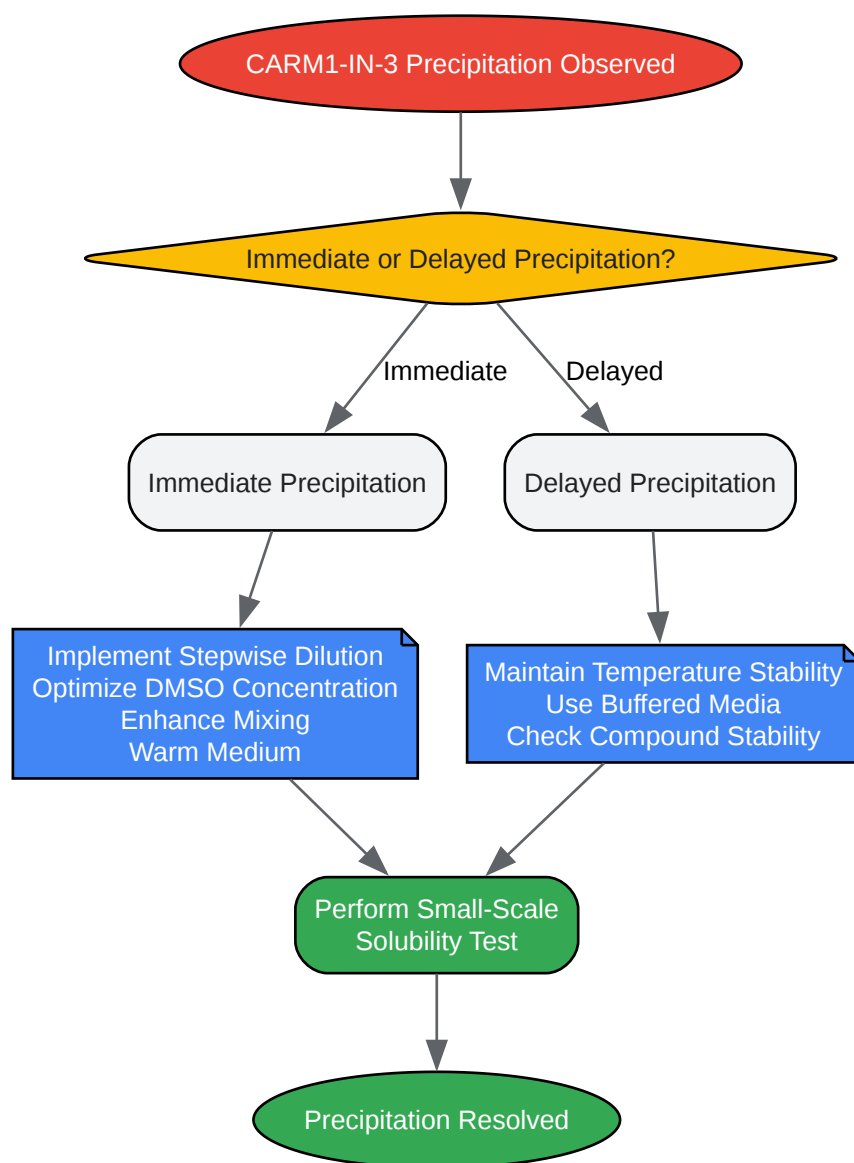 CARM1-IN-3 Precipitation Observed
Immediate or Delayed Precipitation?
Immediate
Delayed
Immediate Precipitation
Delayed Precipitation
Implement Stepwise Dilution
Optimize DMSO Concentration
Enhance Mixing
Warm Medium
Maintain Temperature Stability
Use Buffered Media
Check Compound Stability
Perform Small-Scale
Solubility Test
Precipitation Resolved